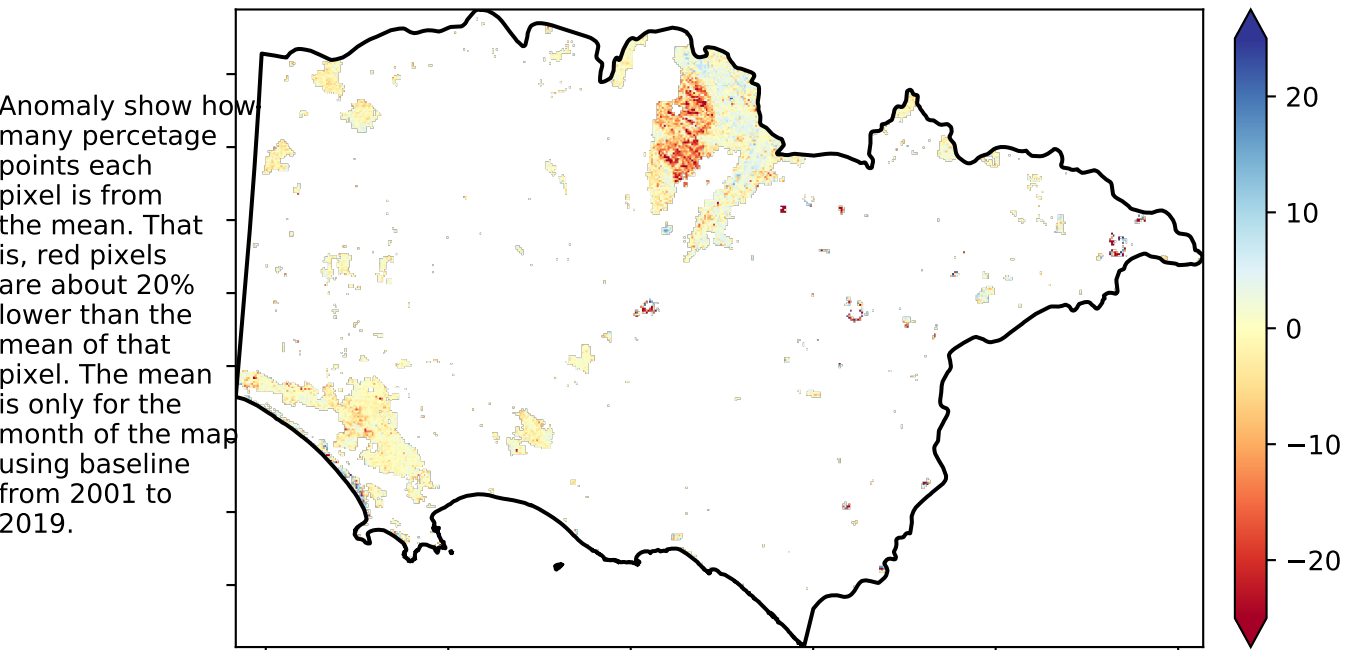 Anomaly show how
many percetage
points each
pixel is from
the mean. That
is, red pixels
are about 20%
lower than the
mean of that
pixel. The mean
is only for the
month of the map
using baseline
from 2001 to
2019.
20
10
0
−10
−20